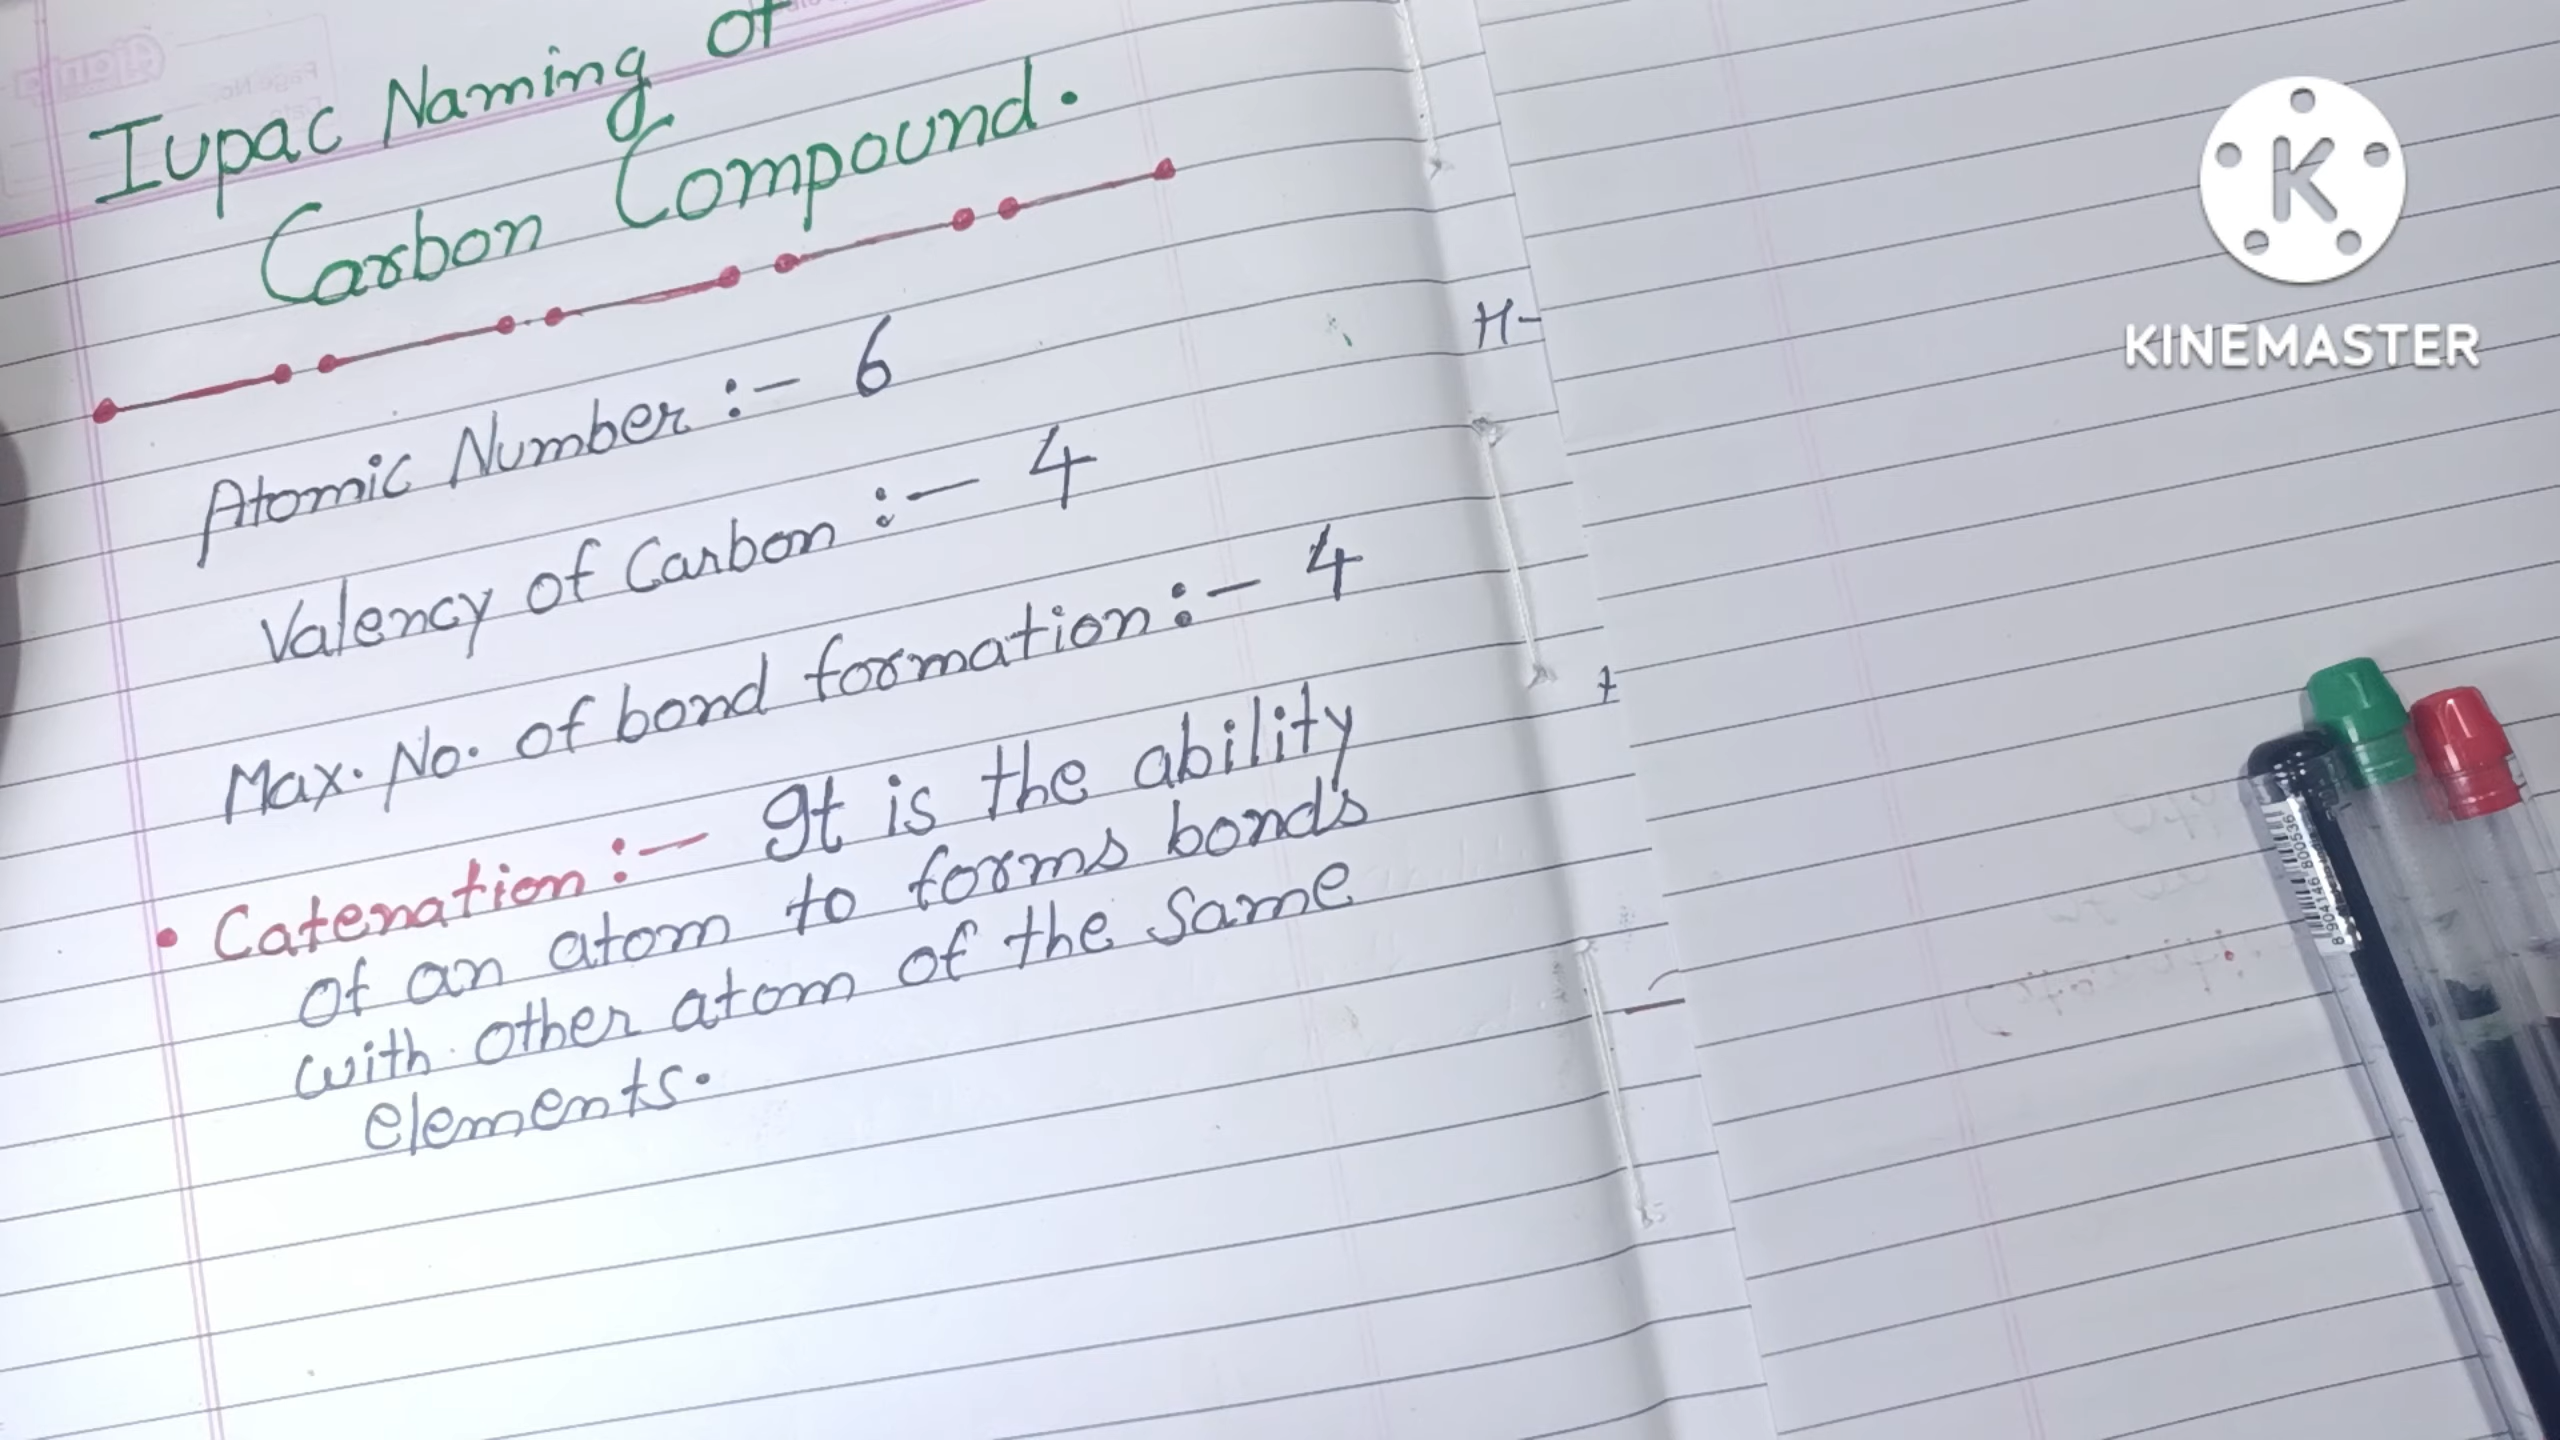 Iupac Naming of
Carbon Compound.
Atomic Number :- 6
Valency of Carbon :- 4
Max. No. of bond formation :- 4
• Catenation :- It is the ability
of an atom to forms bonds
with other atom of the same
elements.
H-
KINEMASTER
8904146800536